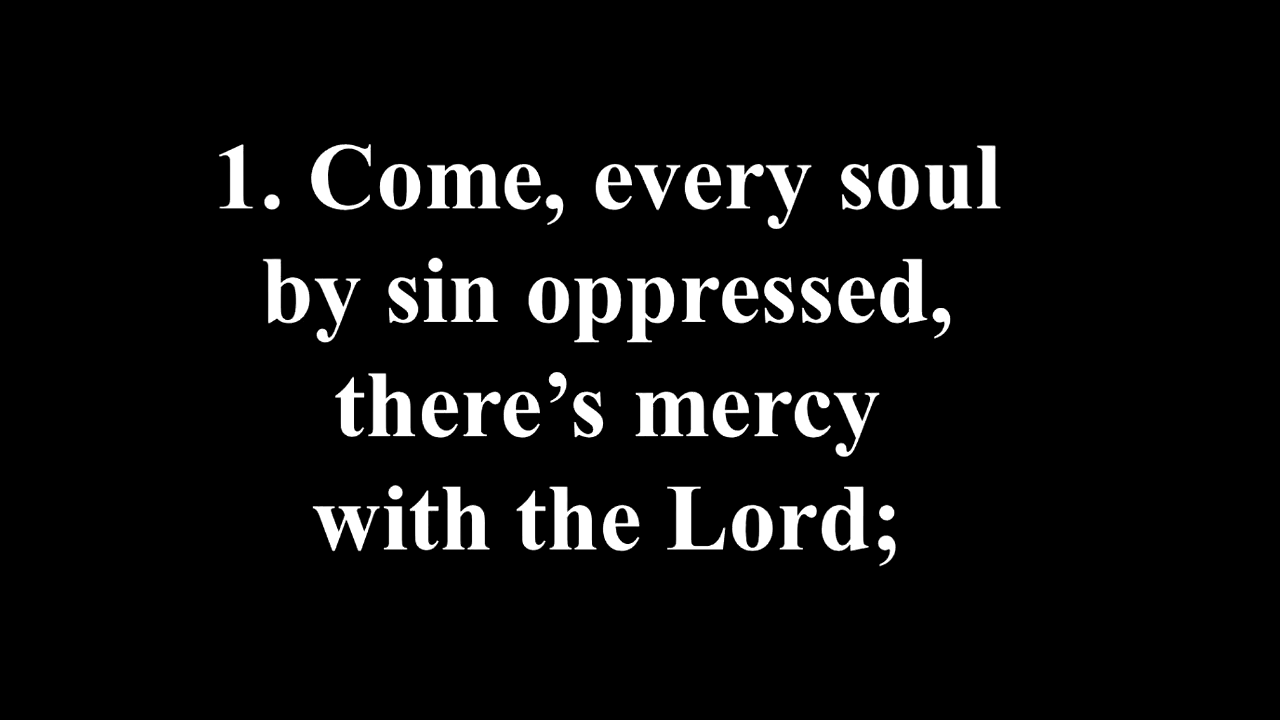 1. Come, every soul
by sin oppressed,
there’s mercy
with the Lord;